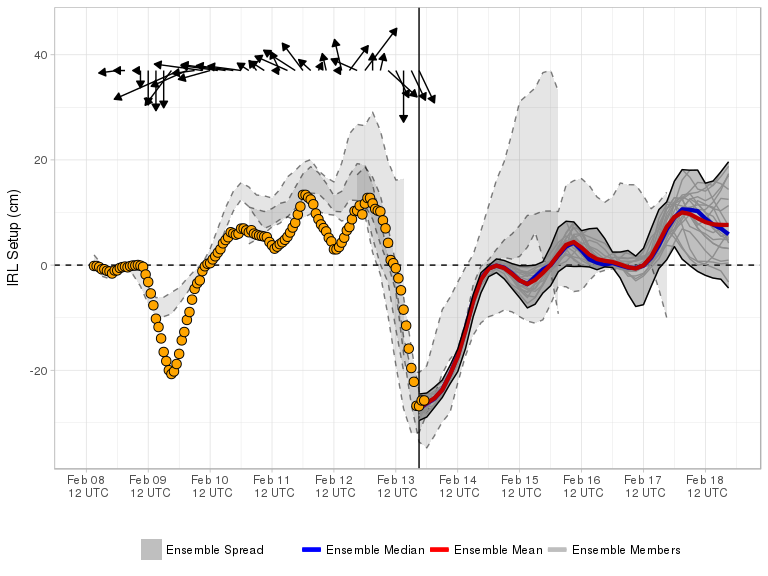 40
20
0
-20
IRL Setup (cm)
Feb 08 Feb 09 Feb 10 Feb 11 Feb 12 Feb 13 Feb 14 Feb 15 Feb 16 Feb 17 Feb 18
12 UTC 12 UTC 12 UTC 12 UTC 12 UTC 12 UTC 12 UTC 12 UTC 12 UTC 12 UTC 12 UTC
Ensemble Spread Ensemble Median Ensemble Mean Ensemble Members